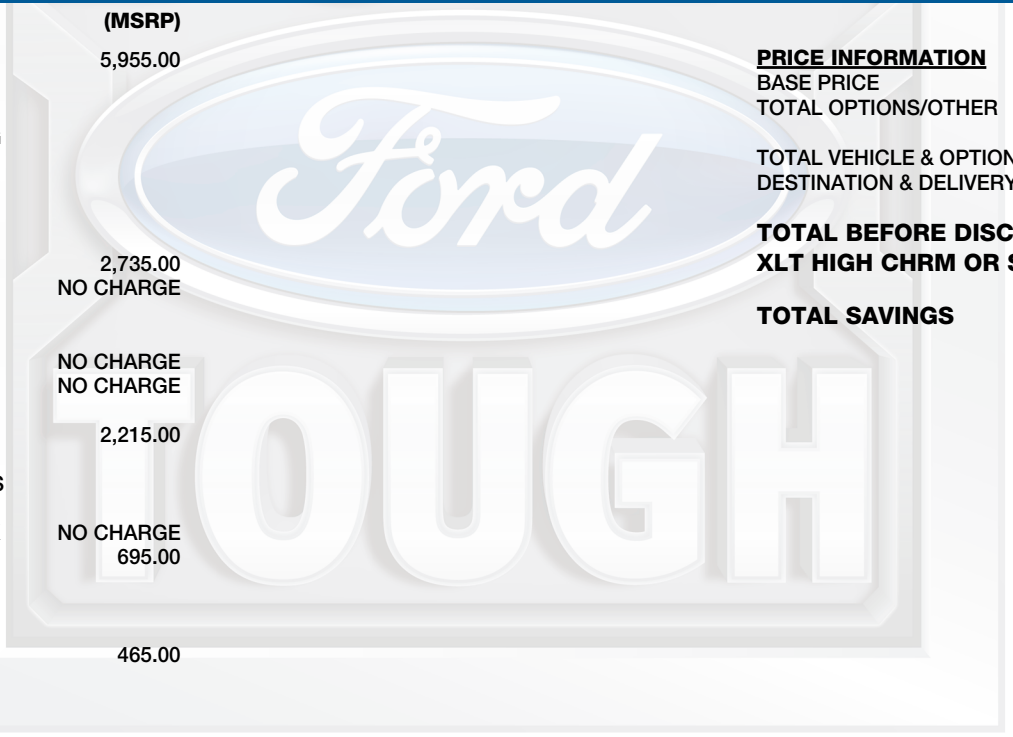 (MSRP)
5,955.00
2,735.00
NO CHARGE
NO CHARGE
NO CHARGE
2,215.00
S
NO CHARGE
695.00
465.00
PRICE INFORMATION
BASE PRICE
TOTAL OPTIONS/OTHER
TOTAL VEHICLE & OPTION
DESTINATION & DELIVERY
TOTAL BEFORE DISC
XLT HIGH CHRM OR S
TOTAL SAVINGS
Ford
TOUGH